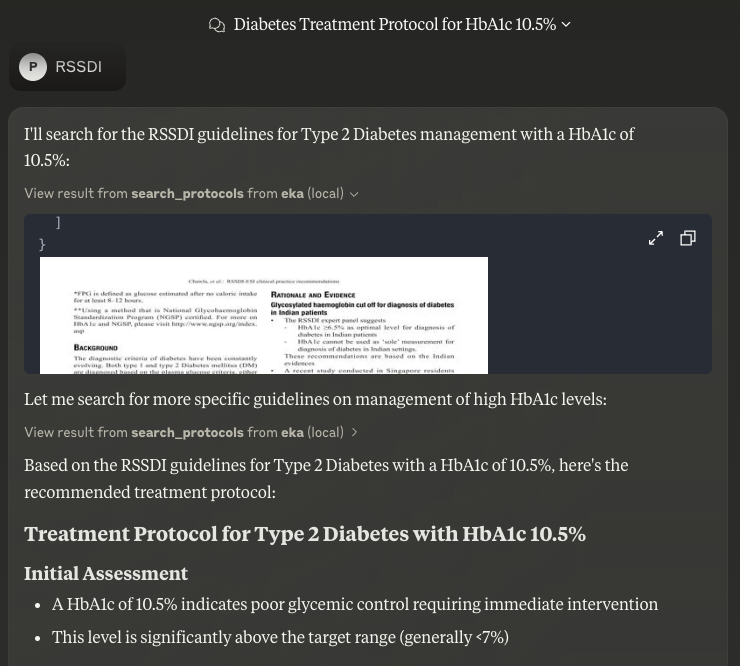 Diabetes Treatment Protocol for HbA1c 10.5%
P RSSDI
I'll search for the RSSDI guidelines for Type 2 Diabetes management with a HbA1c of
10.5%:
View result from search_protocols from eka (local)
]
}
Chawla, et al.: RSSDI-ESI clinical practice recommendations
*FPG is defined as glucose estimated after no caloric intake
for at least 8-12 hours.
**Using a method that is National Glycohaemoglobin
Standardization Program (NGSP) certified. For more on
HbA1c and NGSP, please visit http://www.ngsp.org/index.
asp
BACKGROUND
The diagnostic criteria of diabetes have been constantly
evolving. Both type 1 and type 2 Diabetes mellitus (DM)
are diagnosed based on the plasma glucose criteria, either
RATIONALE AND EVIDENCE
Glycosylated haemoglobin cut off for diagnosis of diabetes
in Indian patients
• The RSSDI expert panel suggests
- HbA1c ≥6.5% as optimal level for diagnosis of
diabetes in Indian patients
- HbA1c cannot be used as 'sole' measurement for
diagnosis of diabetes in Indian settings.
These recommendations are based on the Indian
evidences
• A recent study conducted in Singapore residents
Let me search for more specific guidelines on management of high HbA1c levels:
View result from search_protocols from eka (local)
Based on the RSSDI guidelines for Type 2 Diabetes with a HbA1c of 10.5%, here's the
recommended treatment protocol:
Treatment Protocol for Type 2 Diabetes with HbA1c 10.5%
Initial Assessment
• A HbA1c of 10.5% indicates poor glycemic control requiring immediate intervention
• This level is significantly above the target range (generally <7%)